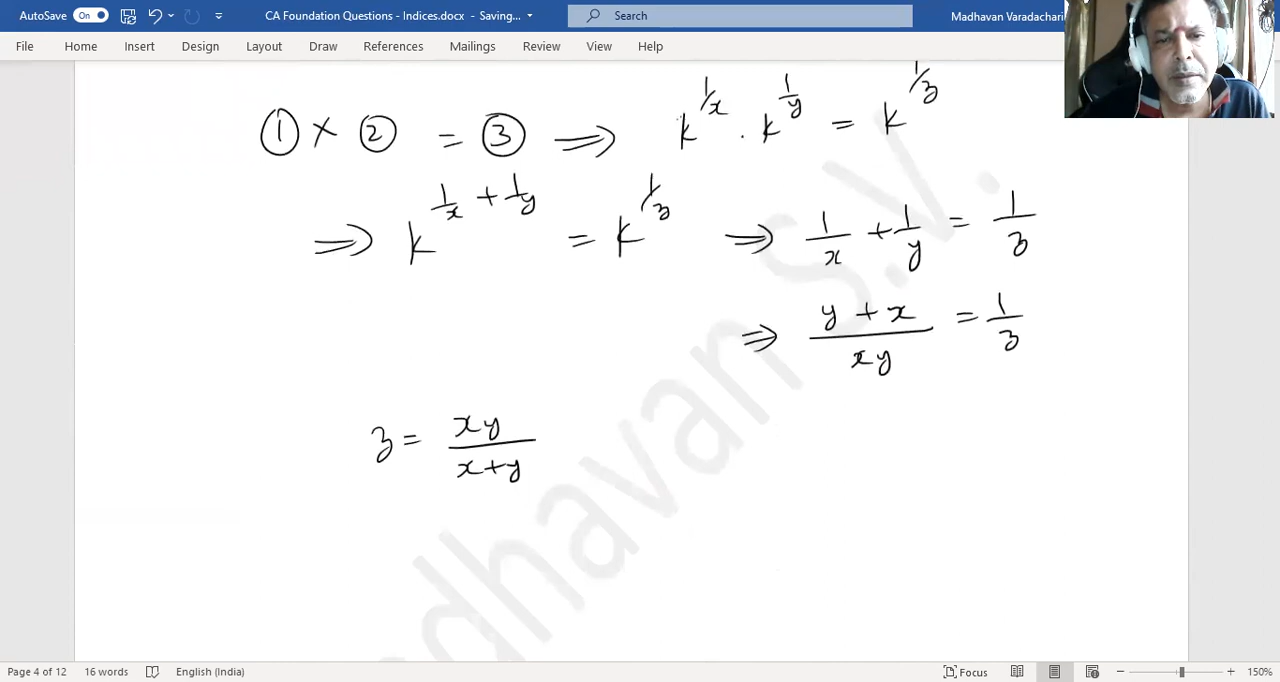 AutoSave On CA Foundation Questions - Indices.docx - Saving... Search Madhavan Varadachari
File Home Insert Design Layout Draw References Mailings Review View Help
① × ② = ③ ⟹ k^(1/x) . k^(1/y) = k^(1/z)
⟹ k^(1/x + 1/y) = k^(1/z) ⟹ 1/x + 1/y = 1/z
⟹ (y + x)/(xy) = 1/z
z = xy/(x+y)
Page 4 of 12 16 words English (India) Focus 150%